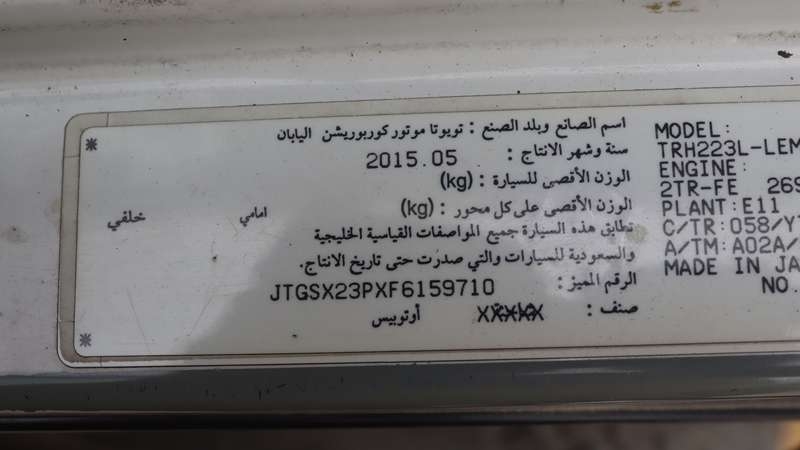 اسم الصانع وبلد الصنع : تويوتا موتور كوربوريشن اليابان
سنة وشهر الانتاج : 2015.05
الوزن الأقصى للسيارة : (kg)
الوزن الأقصى على كل محور : (kg) امامي خلفي
تطابق هذه السيارة جميع المواصفات القياسية الخليجية
والسعودية للسيارات والتي صدرت حتى تاريخ الانتاج.
الرقم المميز : JTGSX23PXF6159710
صنف : أوتوبيس
MODEL:
TRH223L-LEM
ENGINE:
2TR-FE 269
PLANT: E11
C/TR: 058/Y
A/TM: A02A/
MADE IN JA
NO.